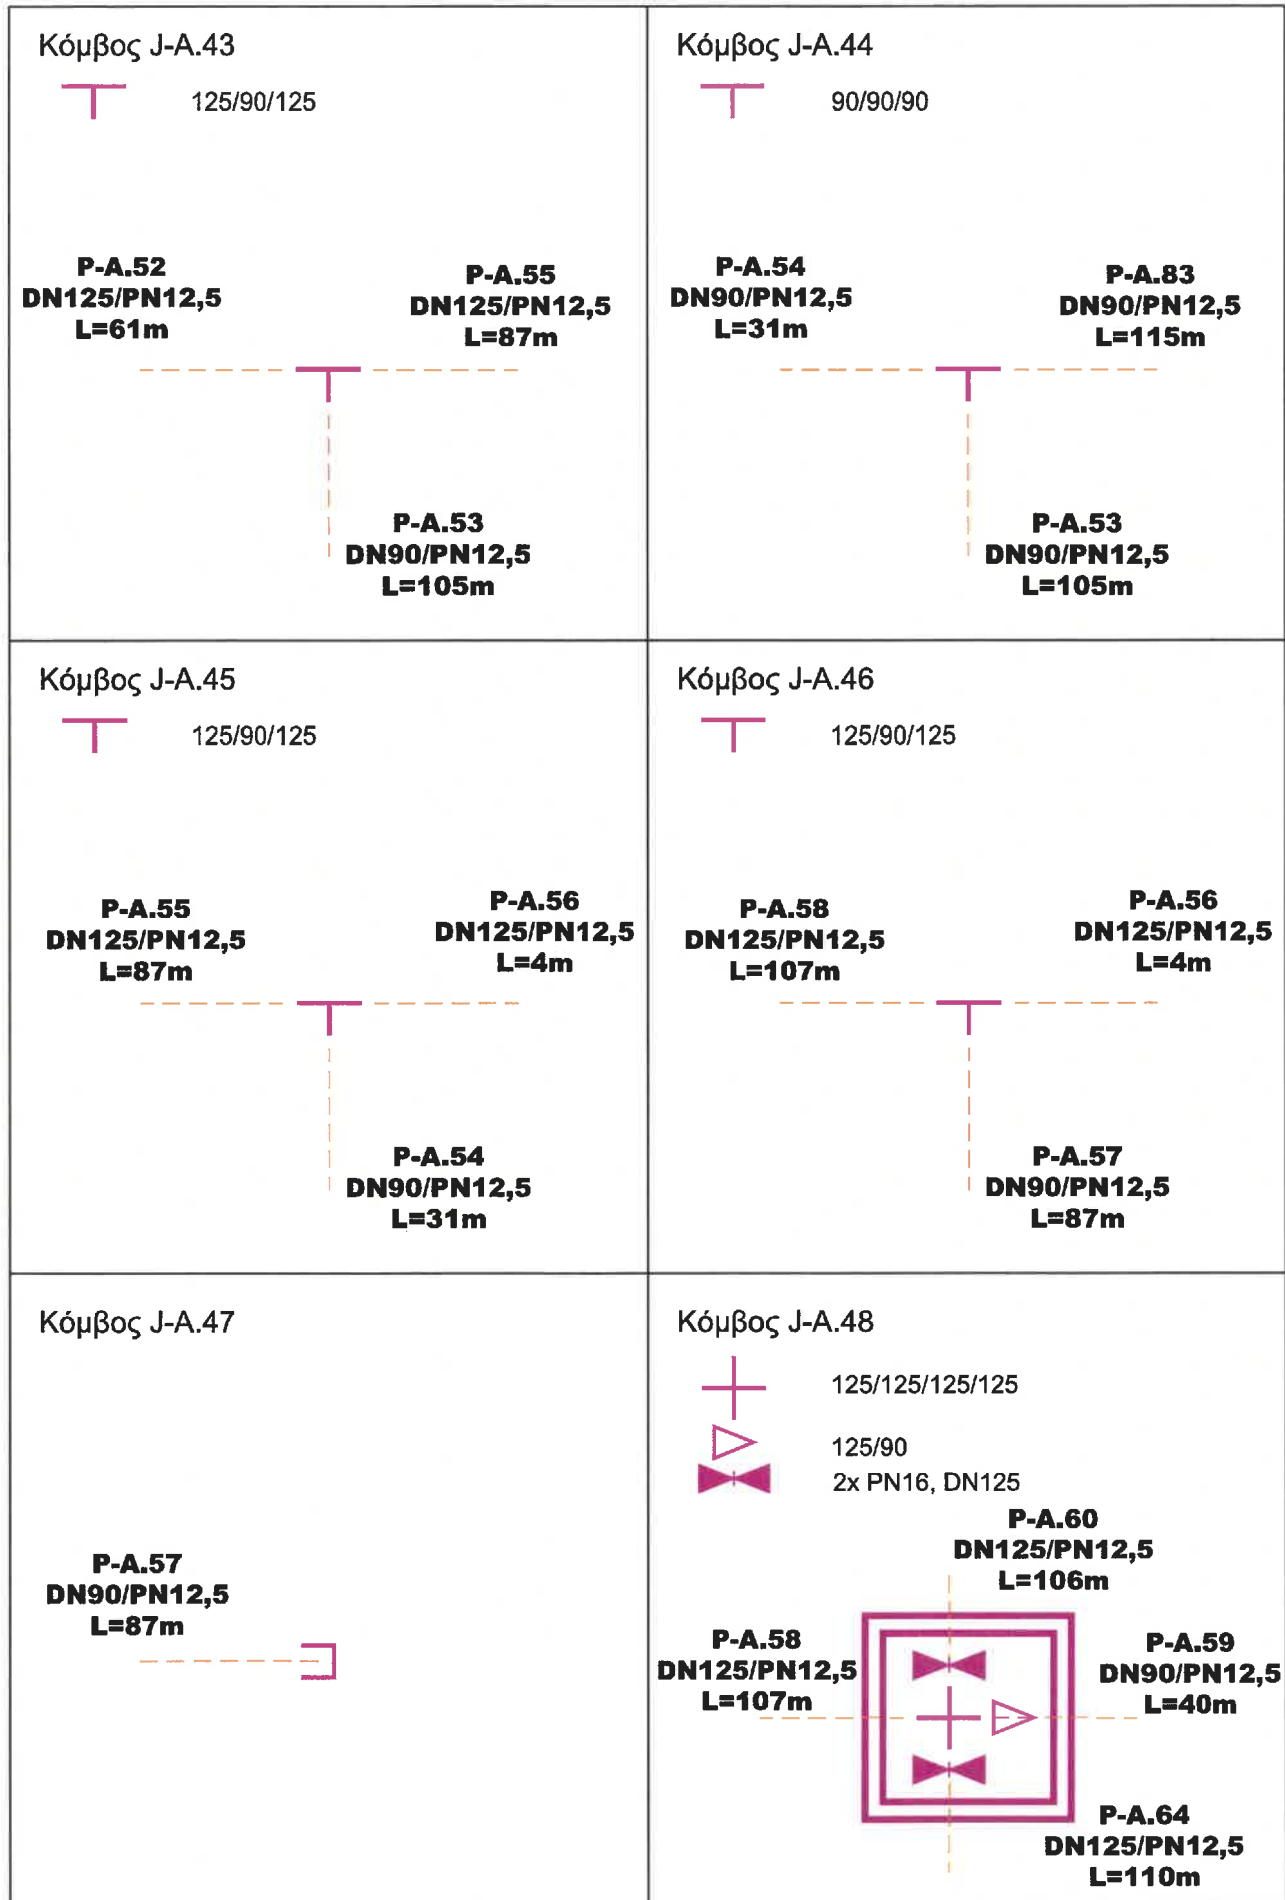 Κόμβος J-A.43
125/90/125
P-A.52
DN125/PN12,5
L=61m
P-A.55
DN125/PN12,5
L=87m
P-A.53
DN90/PN12,5
L=105m
Κόμβος J-A.44
90/90/90
P-A.54
DN90/PN12,5
L=31m
P-A.83
DN90/PN12,5
L=115m
P-A.53
DN90/PN12,5
L=105m
Κόμβος J-A.45
125/90/125
P-A.55
DN125/PN12,5
L=87m
P-A.56
DN125/PN12,5
L=4m
P-A.54
DN90/PN12,5
L=31m
Κόμβος J-A.46
125/90/125
P-A.58
DN125/PN12,5
L=107m
P-A.56
DN125/PN12,5
L=4m
P-A.57
DN90/PN12,5
L=87m
Κόμβος J-A.47
P-A.57
DN90/PN12,5
L=87m
Κόμβος J-A.48
125/125/125/125
125/90
2x PN16, DN125
P-A.60
DN125/PN12,5
L=106m
P-A.58
DN125/PN12,5
L=107m
P-A.59
DN90/PN12,5
L=40m
P-A.64
DN125/PN12,5
L=110m